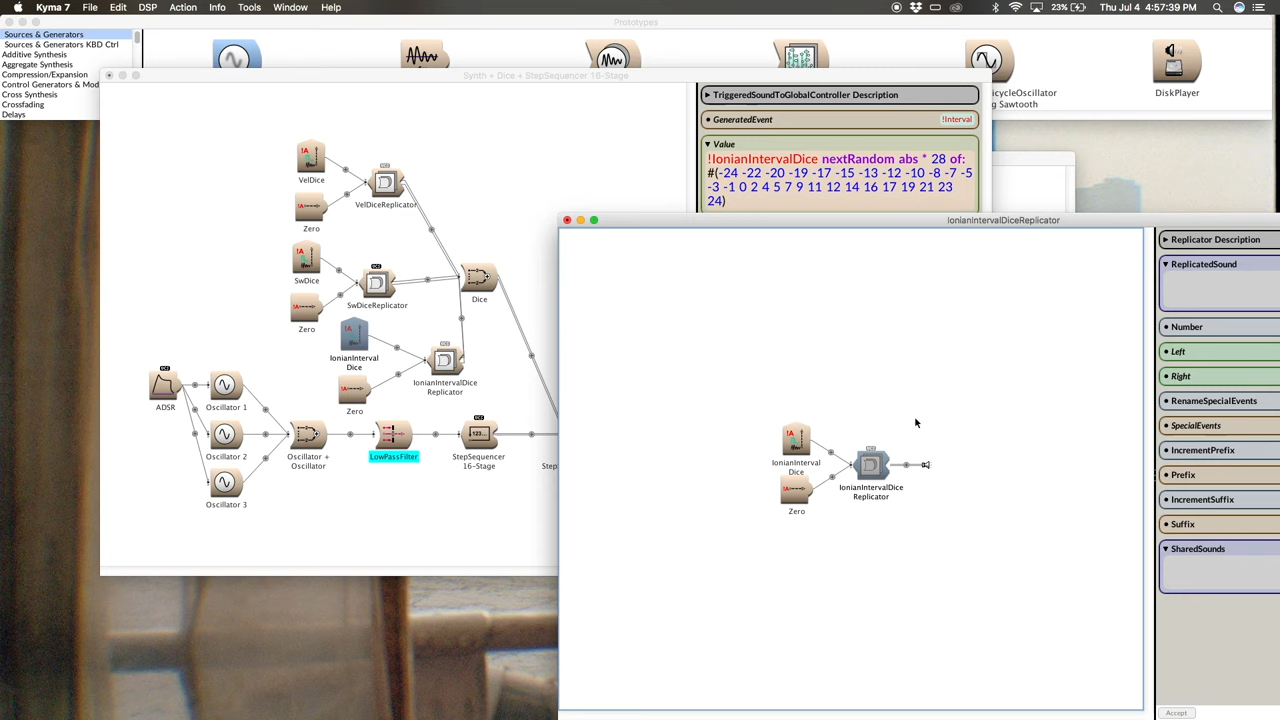 Kyma 7 File Edit DSP Action Info Tools Window Help
23% Thu Jul 4 4:57:39 PM
Prototypes
Sources & Generators
Sources & Generators KBD Ctrl
Additive Synthesis
Aggregate Synthesis
Compression/Expansion
Control Generators & Mod
Cross Synthesis
Crossfading
Delays
icycleOscillator
g Sawtooth
DiskPlayer
Synth + Dice + StepSequencer 16-Stage
TriggeredSoundToGlobalController Description
GeneratedEvent !Interval
Value
!IonianIntervalDice nextRandom abs * 28 of:
#(-24 -22 -20 -19 -17 -15 -13 -12 -10 -8 -7 -5
-3 -1 0 2 4 5 7 9 11 12 14 16 17 19 21 23
24)
VelDice
VelDiceReplicator
Zero
SwDice
SwDiceReplicator
Zero
Dice
IonianInterval
Dice
IonianIntervalDice
Replicator
Zero
ADSR
Oscillator 1
Oscillator 2
Oscillator 3
Oscillator +
Oscillator
LowPassFilter
123...
StepSequencer
16-Stage
Step
IonianIntervalDiceReplicator
IonianInterval
Dice
IonianIntervalDice
Replicator
Zero
Replicator Description
ReplicatedSound
Number
Left
Right
RenameSpecialEvents
SpecialEvents
IncrementPrefix
Prefix
IncrementSuffix
Suffix
SharedSounds
Accept